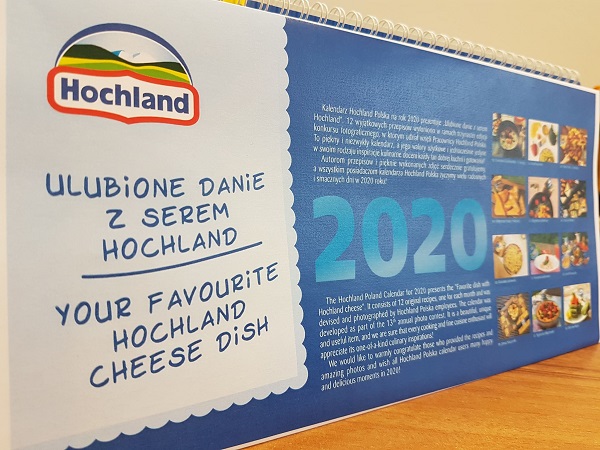 Hochland
ULUBIONE DANIE
Z SEREM
HOCHLAND
YOUR FAVOURITE
HOCHLAND
CHEESE DISH
Kalendarz Hochland Polska na rok 2020 prezentuje „Ulubione dania z serem
Hochland”. 12 wyjątkowych przepisów wyłoniono w ramach
konkursu fotograficznego, w którym udział wzięli Pracownicy Hochland Polska.
To piękny i niezwykły kalendarz, a jego walory użytkowe i
w swoim rodzaju inspiracje kulinarne docenił każdy fan dobrej kuchni i gotowania!
Autorom przepisów i pięknie wykonanych zdjęć serdecznie gratulujemy,
a wszystkim posiadaczom kalendarza Hochland Polska życzymy wielu radosnych
i smacznych dni w 2020 roku!
2020
The Hochland Poland Calendar for 2020 presents the "Favourite dish with
Hochland cheese". It consists of 12 original recipes, one for each month and was
devised and photographed by Hochland Polska employees. The calendar was
developed as part of the 13th annual photo contest. It is a beautiful, unique
and useful item, and we are sure that every cooking and fine cuisine enthusiast will
appreciate its one-of-a-kind culinary inspirations!
We would like to warmly congratulate those who provided the recipes and
amazing photos and wish all Hochland Polska calendar users many happy
and delicious moments in 2020!